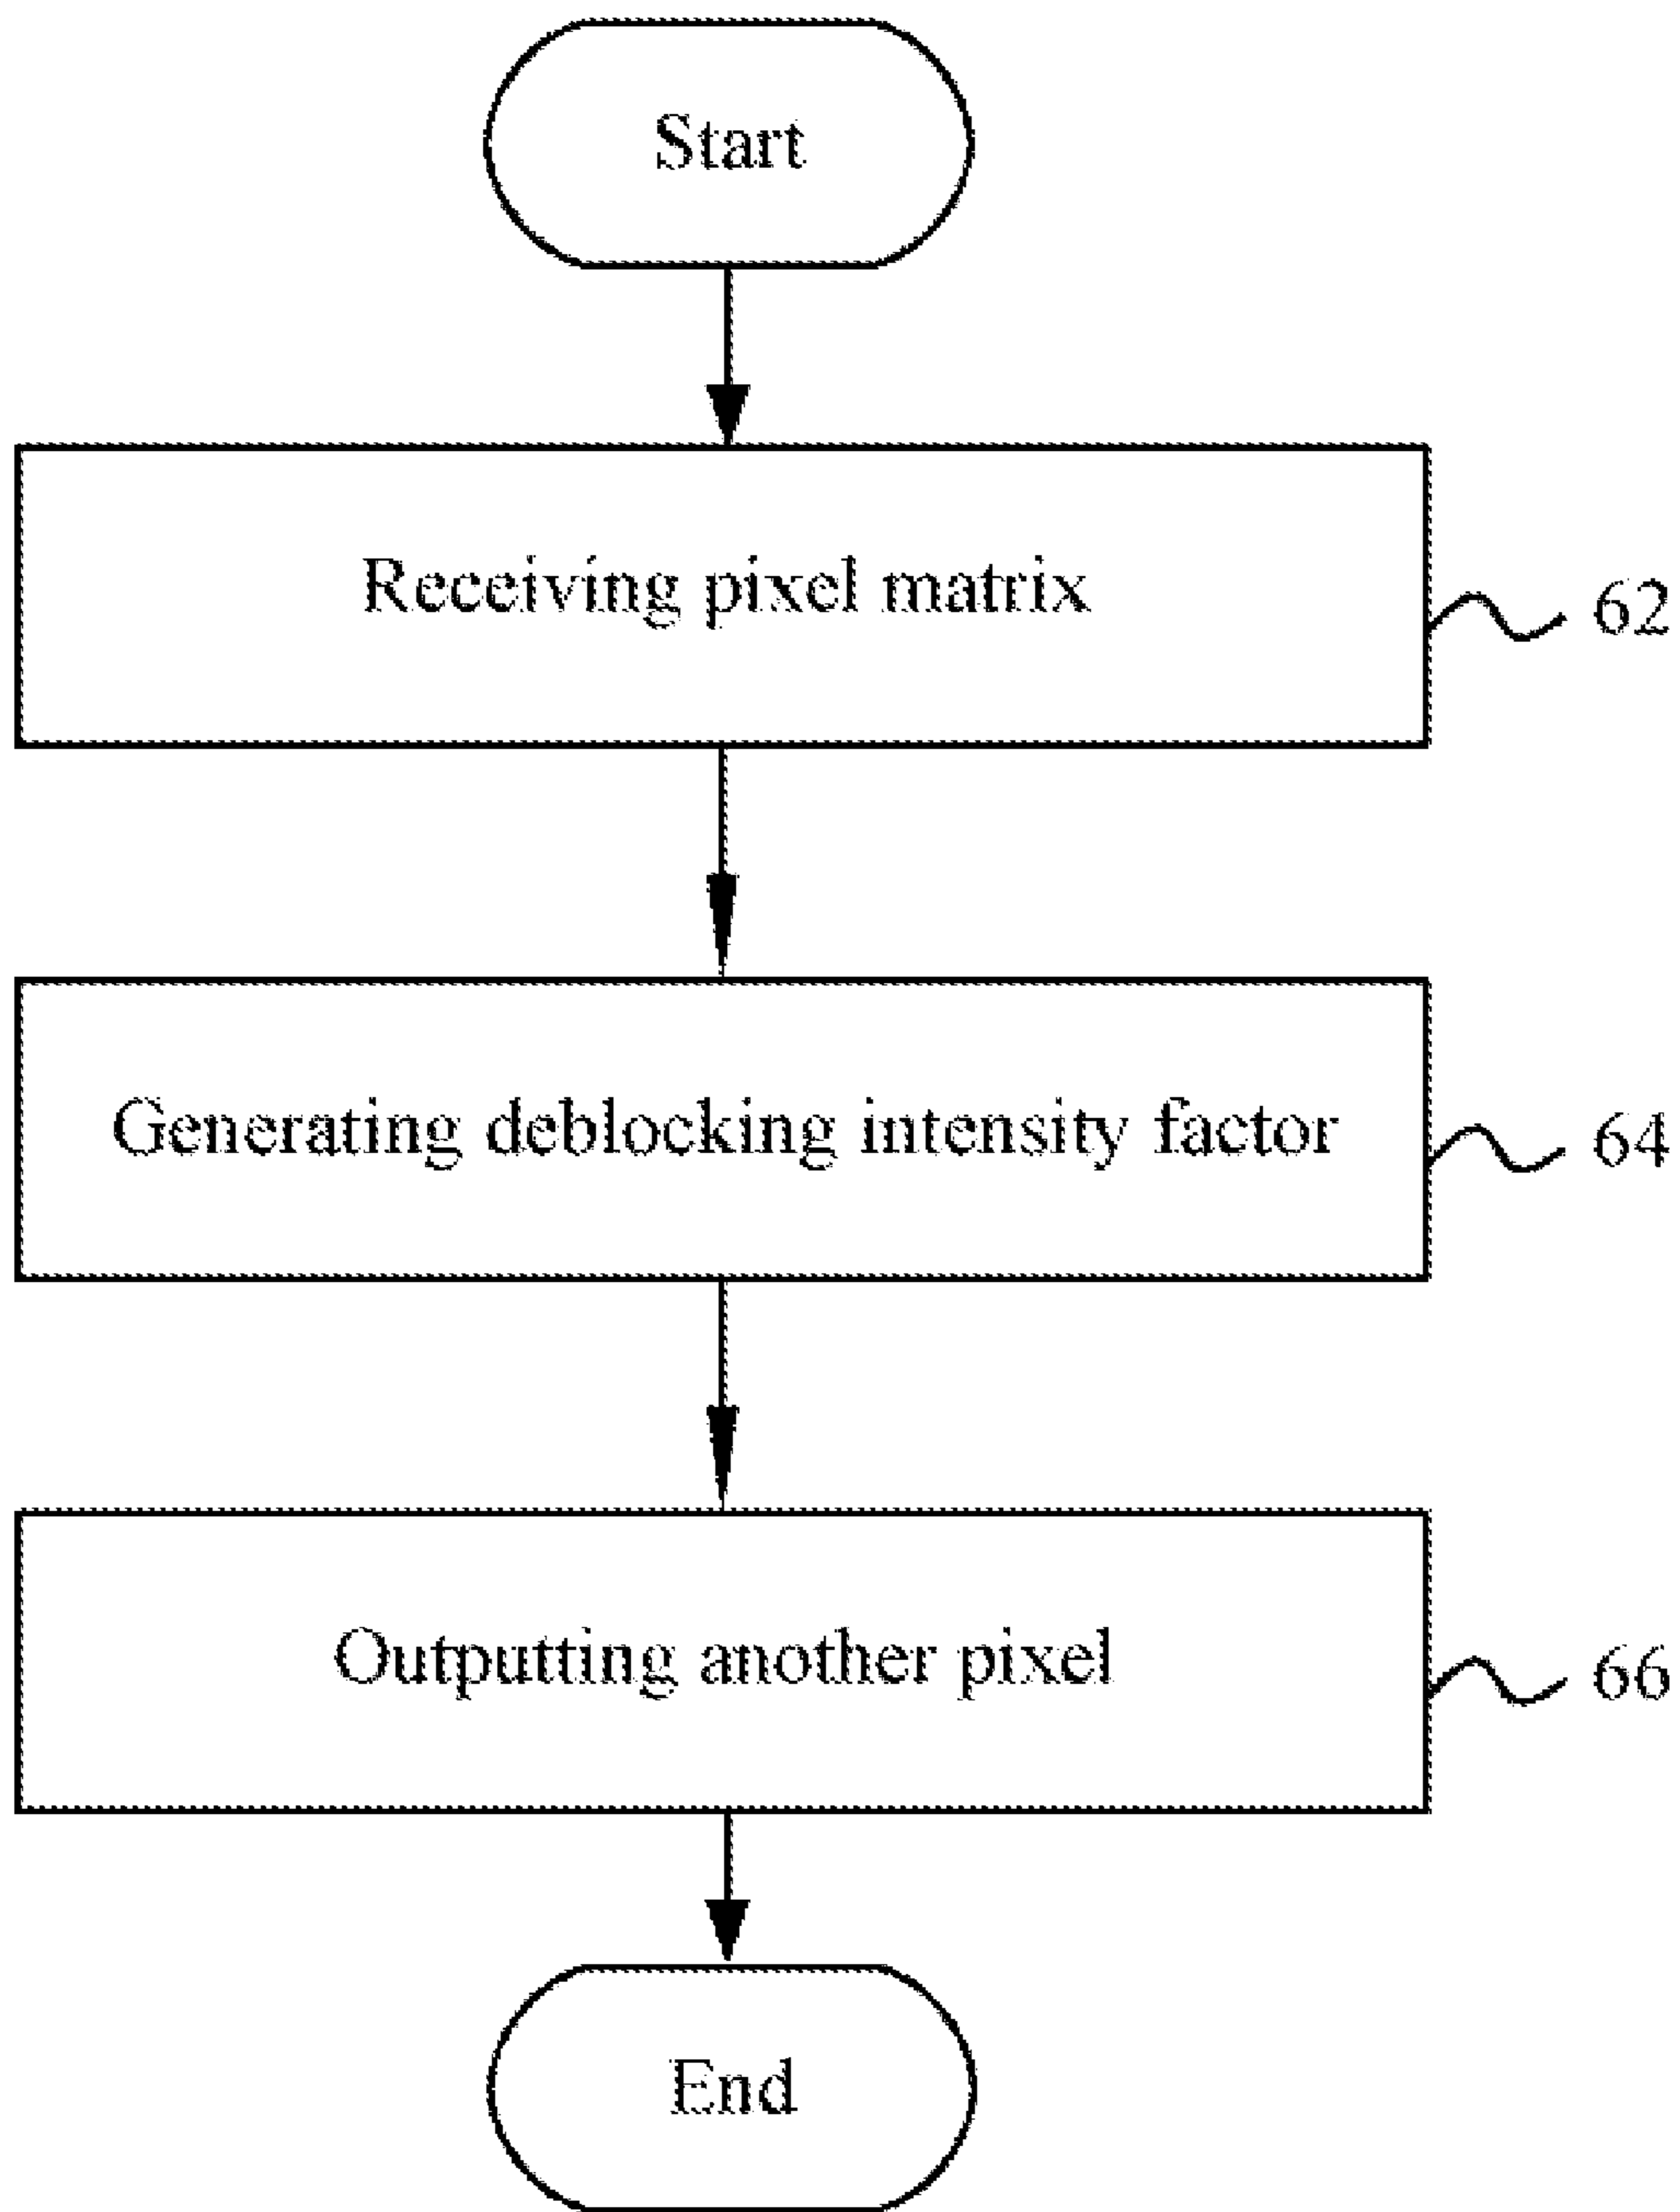 Start
Receiving pixel matrix
62
Generating deblocking intensity factor
64
Outputting another pixel
66
End